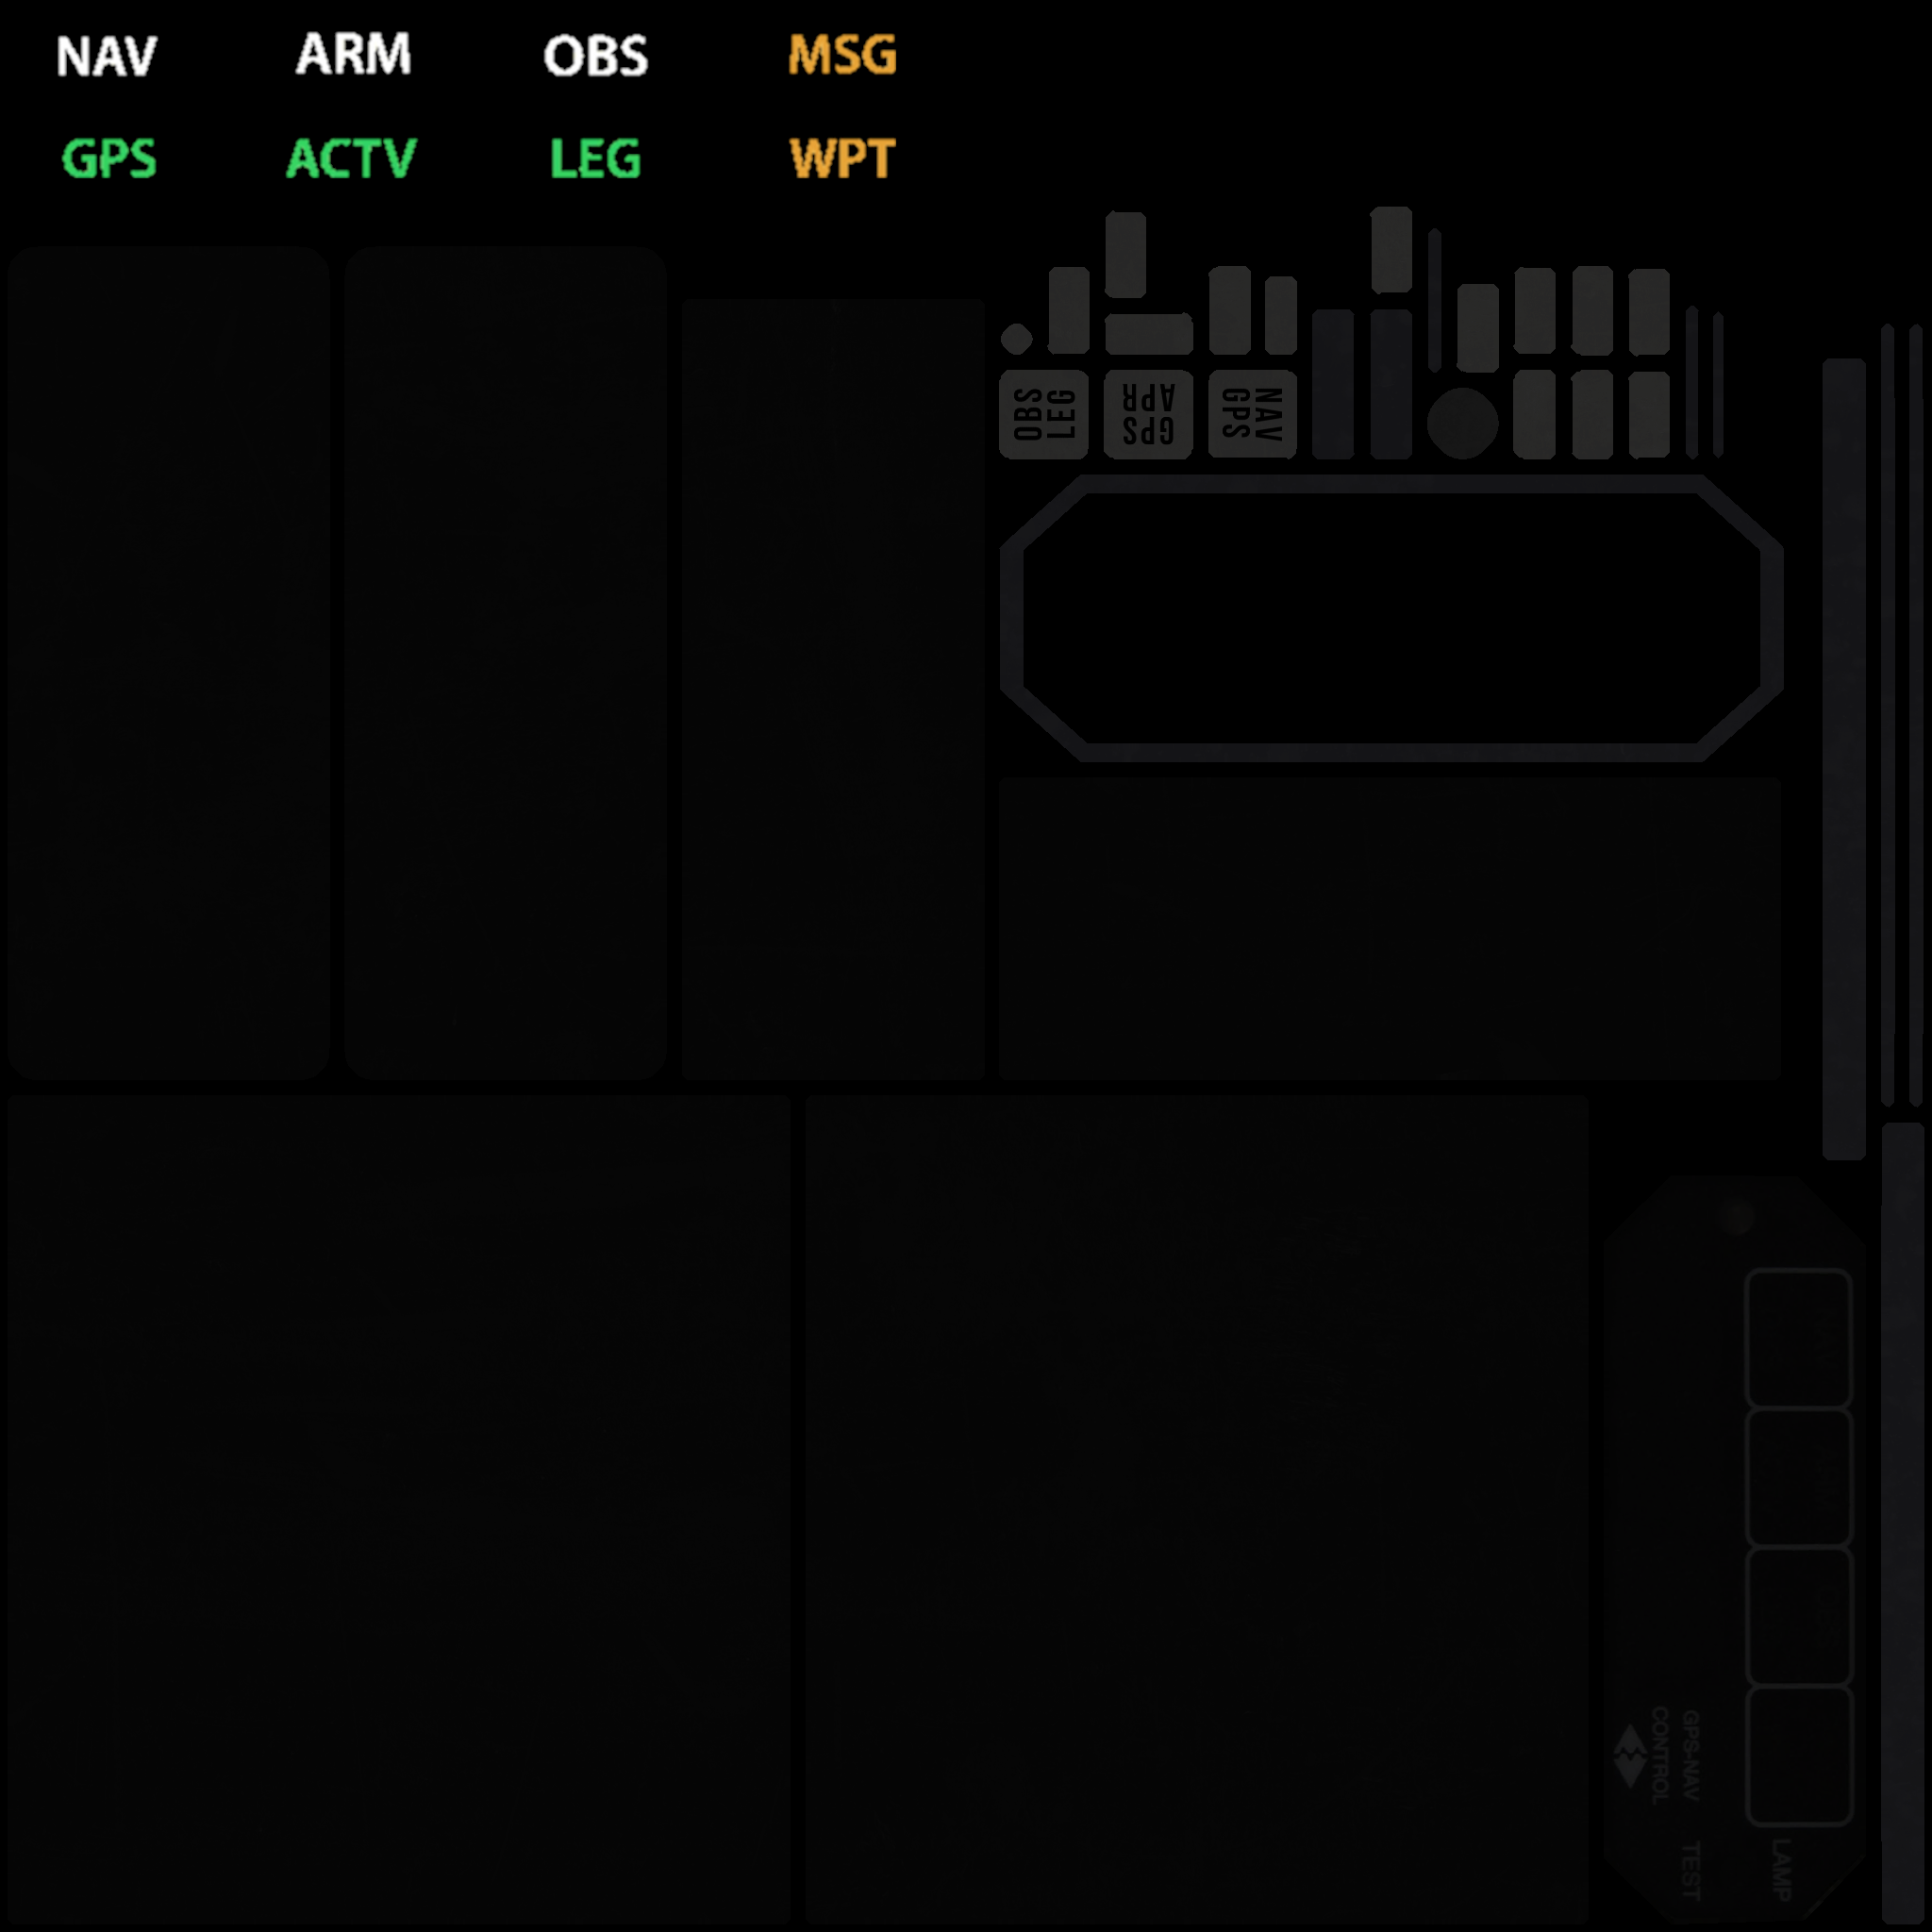 NAV ARM OBS MSG
GPS ACTV LEG WPT
OBS
LEG
GPS
APR
NAV
GPS
GPS-NAV
CONTROL
LAMP
TEST